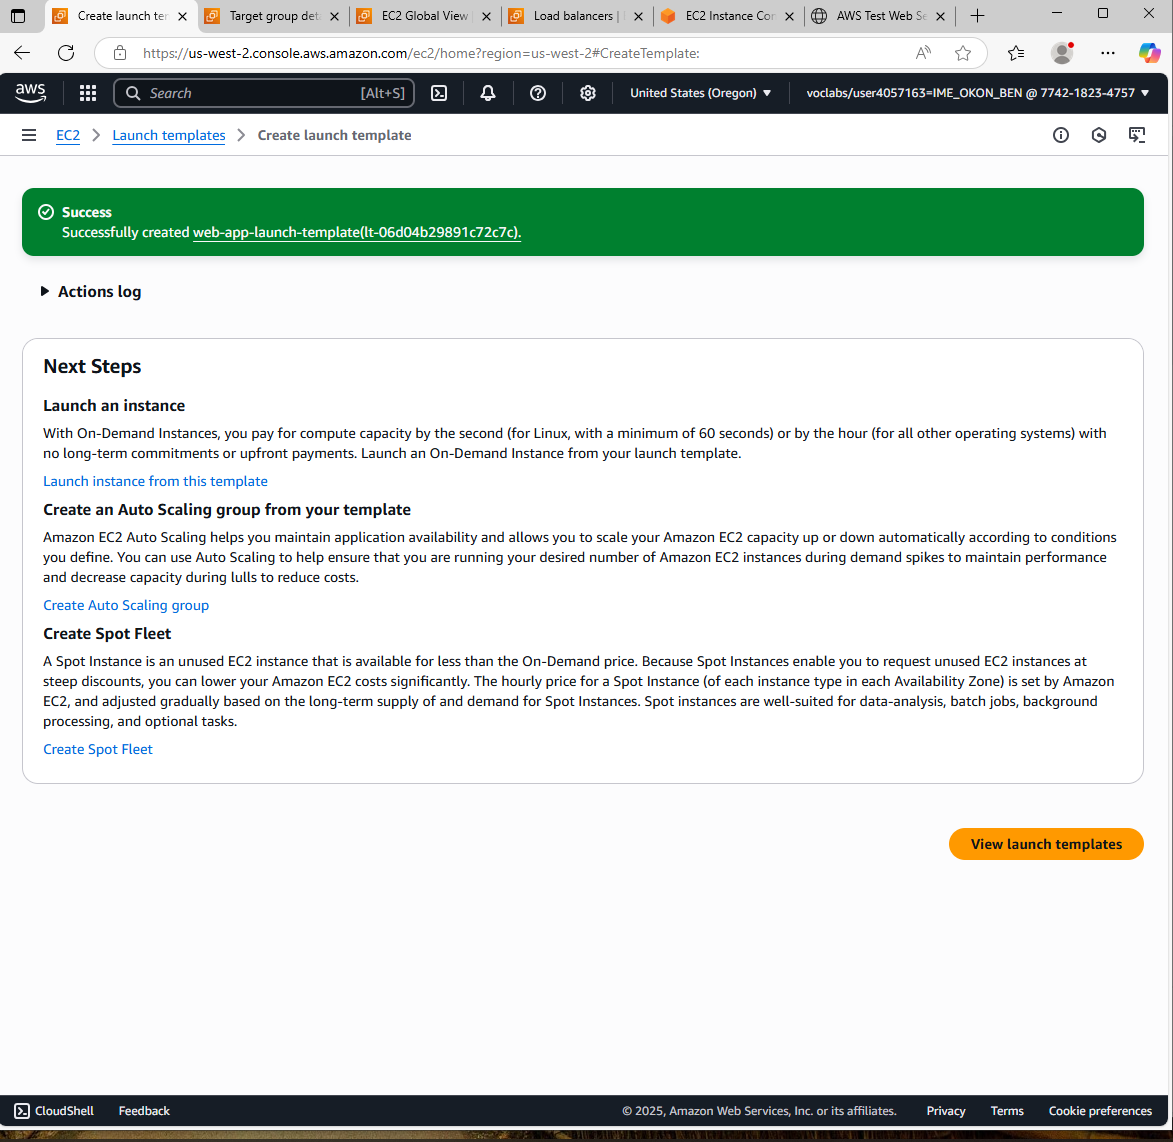 Create launch ten
Target group det
EC2 Global View
Load balancers |
EC2 Instance Con
AWS Test Web Se
https://us-west-2.console.aws.amazon.com/ec2/home?region=us-west-2#CreateTemplate:
aws
Search
[Alt+S]
United States (Oregon)
voclabs/user4057163=IME_OKON_BEN @ 7742-1823-4757
EC2
Launch templates
Create launch template
Success
Successfully created web-app-launch-template(lt-06d04b29891c72c7c).
Actions log
Next Steps
Launch an instance
With On-Demand Instances, you pay for compute capacity by the second (for Linux, with a minimum of 60 seconds) or by the hour (for all other operating systems) with
no long-term commitments or upfront payments. Launch an On-Demand Instance from your launch template.
Launch instance from this template
Create an Auto Scaling group from your template
Amazon EC2 Auto Scaling helps you maintain application availability and allows you to scale your Amazon EC2 capacity up or down automatically according to conditions
you define. You can use Auto Scaling to help ensure that you are running your desired number of Amazon EC2 instances during demand spikes to maintain performance
and decrease capacity during lulls to reduce costs.
Create Auto Scaling group
Create Spot Fleet
A Spot Instance is an unused EC2 instance that is available for less than the On-Demand price. Because Spot Instances enable you to request unused EC2 instances at
steep discounts, you can lower your Amazon EC2 costs significantly. The hourly price for a Spot Instance (of each instance type in each Availability Zone) is set by Amazon
EC2, and adjusted gradually based on the long-term supply of and demand for Spot Instances. Spot instances are well-suited for data-analysis, batch jobs, background
processing, and optional tasks.
Create Spot Fleet
View launch templates
CloudShell
Feedback
© 2025, Amazon Web Services, Inc. or its affiliates.
Privacy
Terms
Cookie preferences